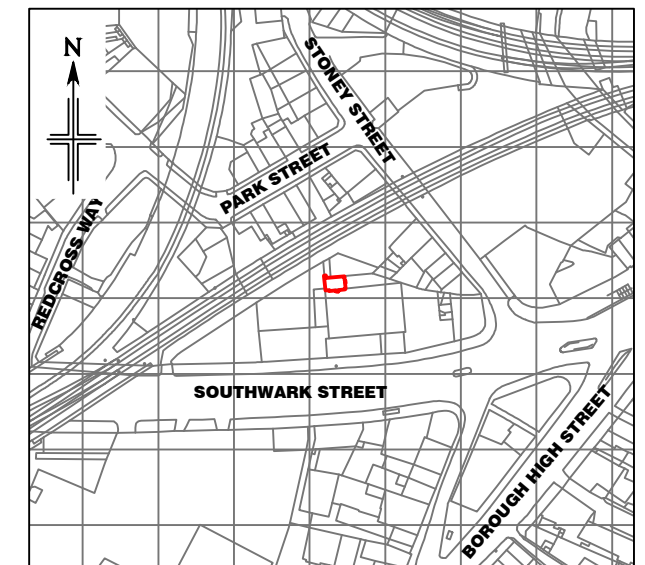 N
STONEY STREET
PARK STREET
REDCROSS WAY
SOUTHWARK STREET
BOROUGH HIGH STREET